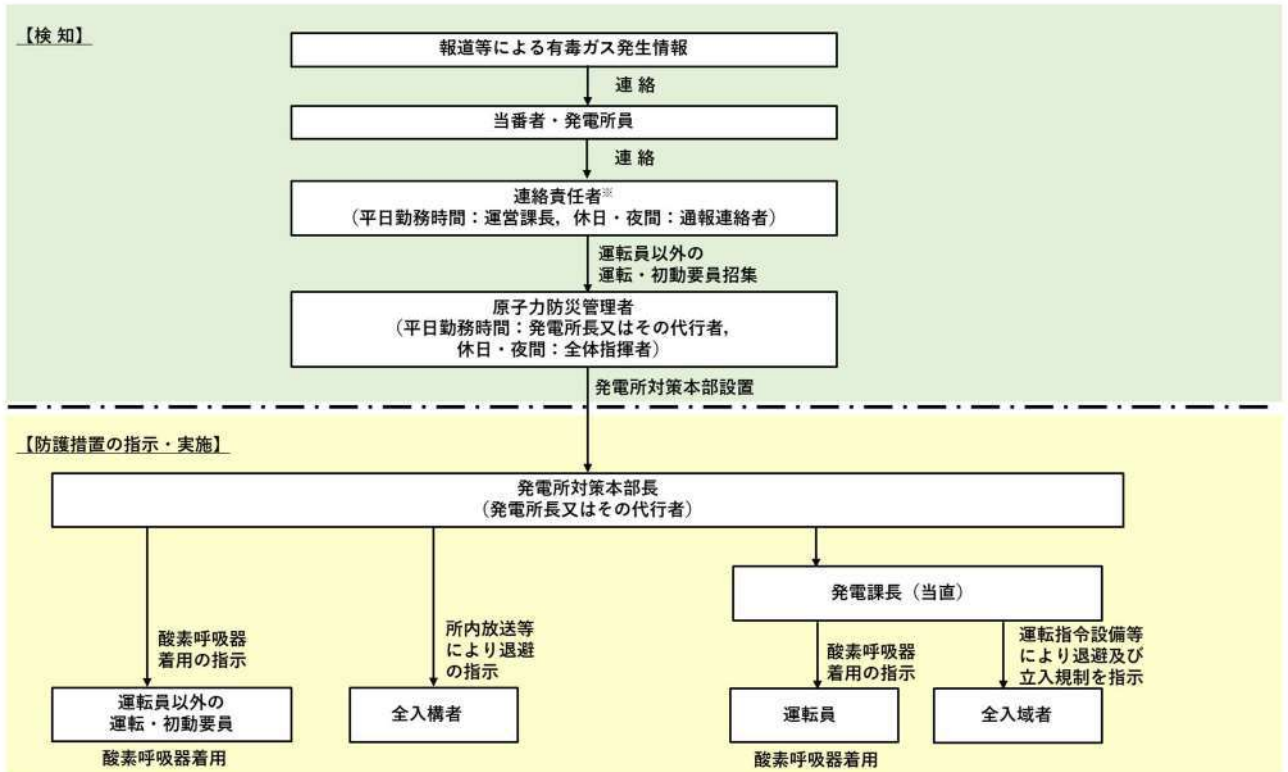 【検 知】
報道等による有毒ガス発生情報
連 絡
当番者・発電所員
連 絡
連絡責任者※
（平日勤務時間：運営課長，休日・夜間：通報連絡者）
運転員以外の
運転・初動要員招集
原子力防災管理者
（平日勤務時間：発電所長又はその代行者，
休日・夜間：全体指揮者）
発電所対策本部設置
【防護措置の指示・実施】
発電所対策本部長
（発電所長又はその代行者）
発電課長（当直）
酸素呼吸器
着用の指示
所内放送等
により退避
の指示
酸素呼吸器
着用の指示
運転指令設備等
により退避及び
立入規制を指示
運転員以外の
運転・初動要員
全入構者
運転員
全入域者
酸素呼吸器着用
酸素呼吸器着用